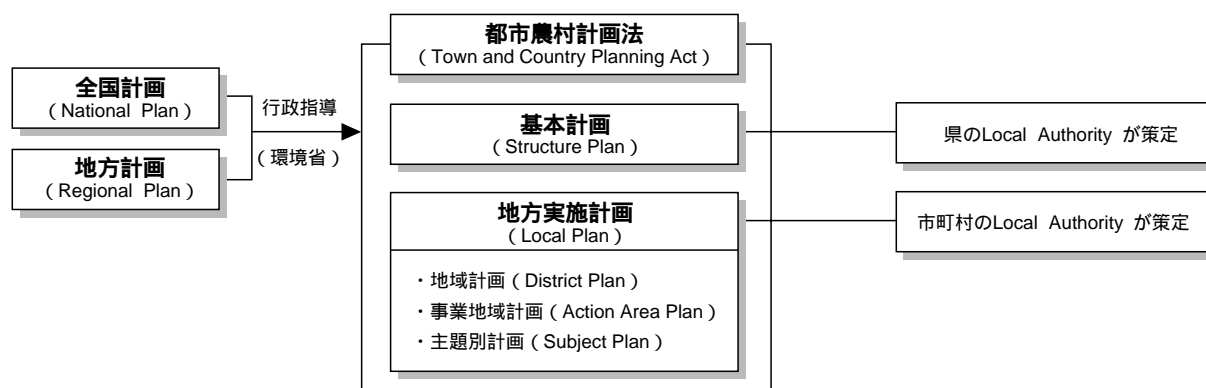 全国計画
（National Plan）
地方計画
（Regional Plan）
行政指導
（環境省）
都市農村計画法
（Town and Country Planning Act）
基本計画
（Structure Plan）
地方実施計画
（Local Plan）
・地域計画（District Plan）
・事業地域計画（Action Area Plan）
・主題別計画（Subject Plan）
県のLocal Authority が策定
市町村のLocal Authority が策定